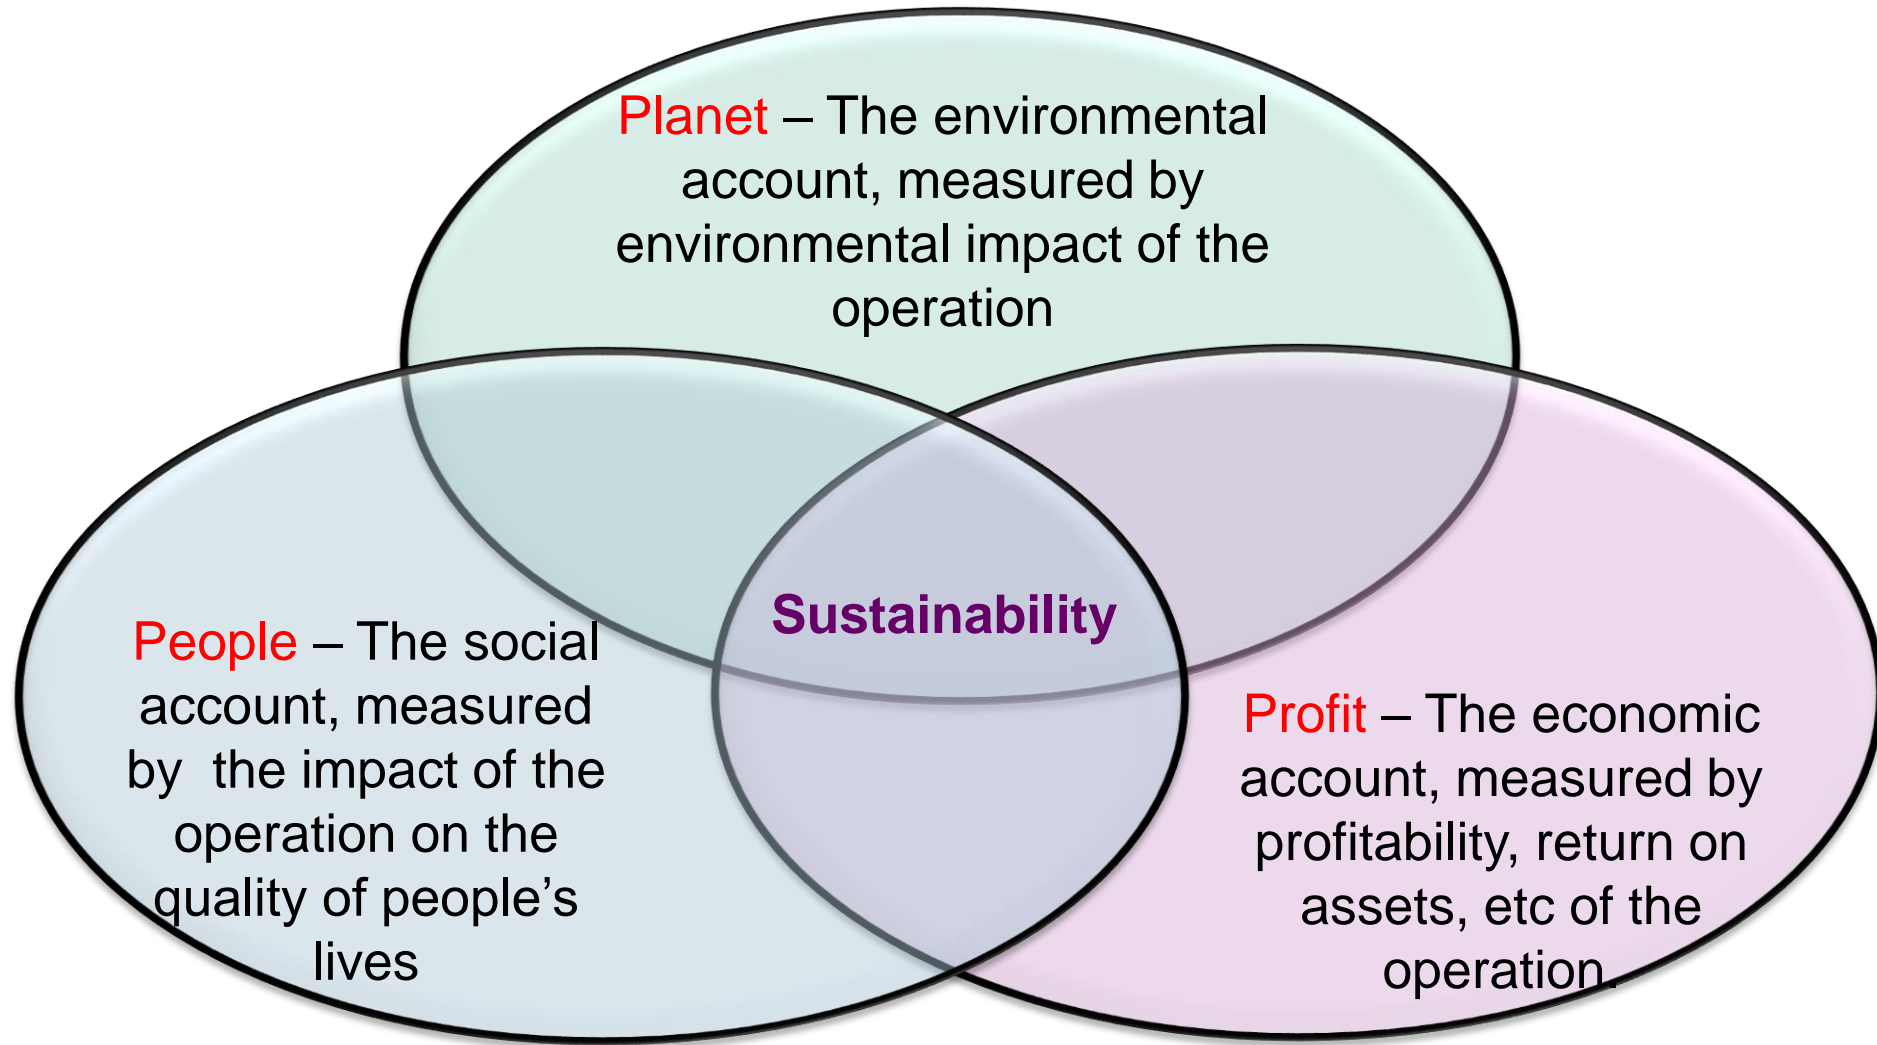 Planet – The environmental
account, measured by
environmental impact of the
operation
Sustainability
People – The social
account, measured
by  the impact of the
operation on the
quality of people’s
lives
Profit – The economic
account, measured by
profitability, return on
assets, etc of the
operation.